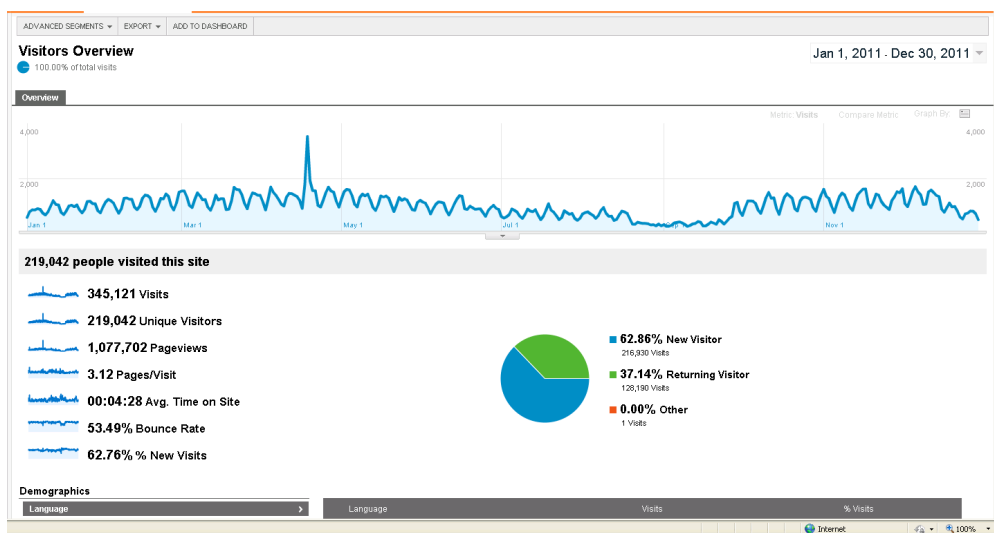 ADVANCED SEGMENTS EXPORT ADD TO DASHBOARD
Visitors Overview
Jan 1, 2011 - Dec 30, 2011
100.00% of total visits
Overview
Metric: Visits Compare Metric Graph By:
4,000 4,000
2,000 2,000
Jan 1 Mar 1 May 1 Jul 1 Sep 1 Nov 1
219,042 people visited this site
345,121 Visits
219,042 Unique Visitors
1,077,702 Pageviews
3.12 Pages/Visit
00:04:28 Avg. Time on Site
53.49% Bounce Rate
62.76% % New Visits
62.86% New Visitor
216,930 Visits
37.14% Returning Visitor
128,190 Visits
0.00% Other
1 Visits
Demographics
Language
Language Visits % Visits
Internet 100%